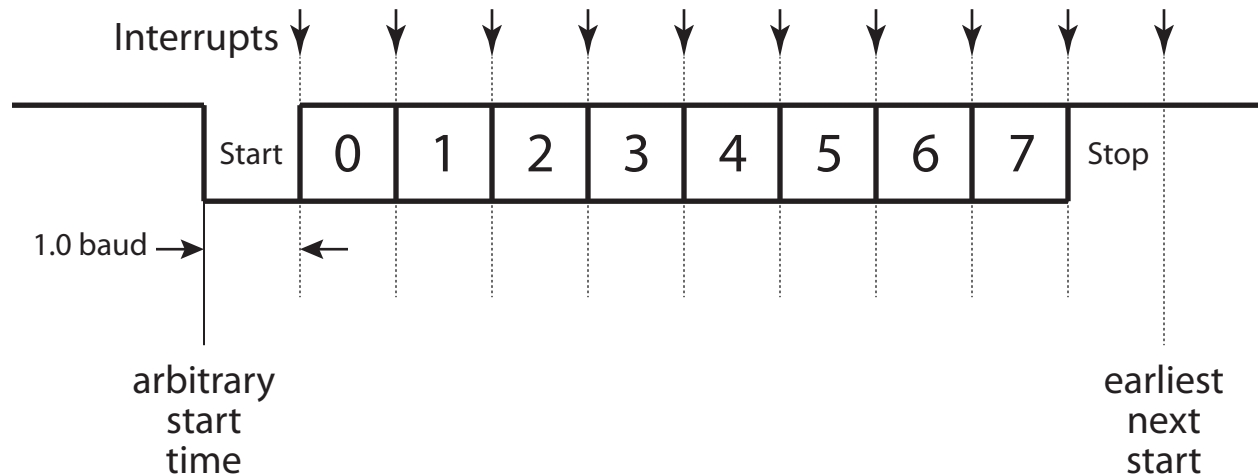 Interrupts
Start 0 1 2 3 4 5 6 7 Stop
1.0 baud
arbitrary
start
time
earliest
next
start